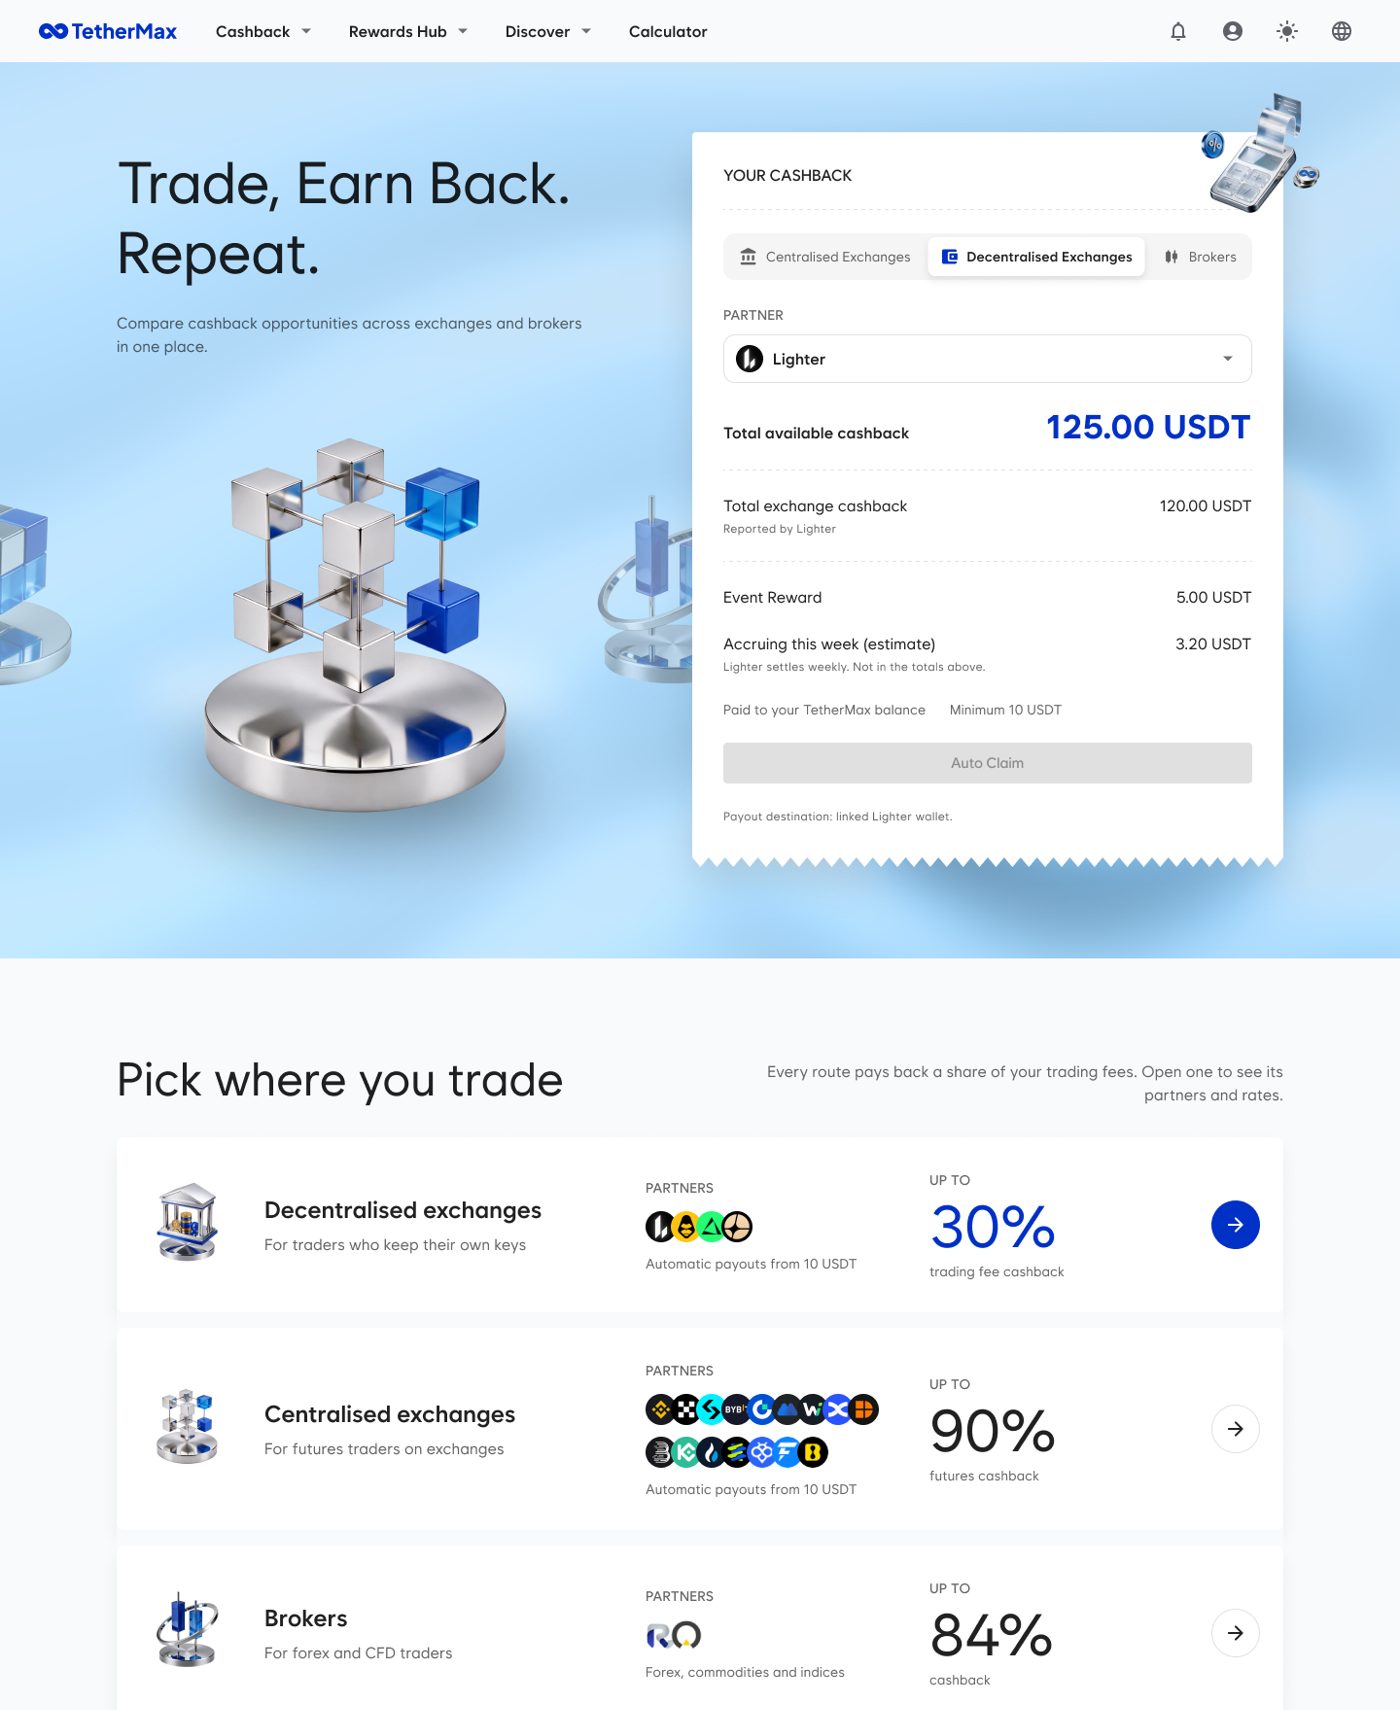 TetherMax
Cashback
Rewards Hub
Discover
Calculator
Trade, Earn Back.
Repeat.
Compare cashback opportunities across exchanges and brokers
in one place.
YOUR CASHBACK
Centralised Exchanges
Decentralised Exchanges
Brokers
PARTNER
Lighter
Total available cashback
125.00 USDT
Total exchange cashback
120.00 USDT
Reported by Lighter
Event Reward
5.00 USDT
Accruing this week (estimate)
3.20 USDT
Lighter settles weekly. Not in the totals above.
Paid to your TetherMax balance
Minimum 10 USDT
Auto Claim
Payout destination: linked Lighter wallet.
Pick where you trade
Every route pays back a share of your trading fees. Open one to see its
partners and rates.
Decentralised exchanges
For traders who keep their own keys
PARTNERS
Automatic payouts from 10 USDT
UP TO
30%
trading fee cashback
Centralised exchanges
For futures traders on exchanges
PARTNERS
Automatic payouts from 10 USDT
UP TO
90%
futures cashback
Brokers
For forex and CFD traders
PARTNERS
Forex, commodities and indices
UP TO
84%
cashback